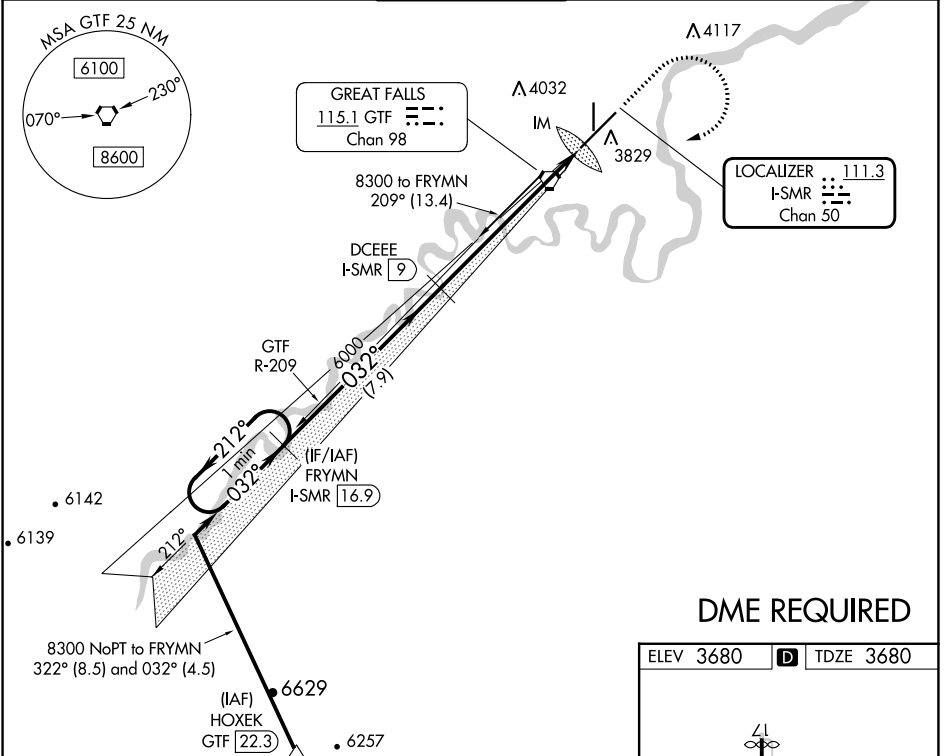 MSA GTF 25 NM
6100
070°
230°
8600
GREAT FALLS
115.1 GTF
Chan 98
4032
4117
IM
3829
LOCALIZER 111.3
I-SMR
Chan 50
8300 to FRYMN
209° (13.4)
DCEEE
I-SMR 9
GTF
R-209
6000
032°
(7.9)
212°
1 min
032°
(IF/IAF)
FRYMN
I-SMR 16.9
6142
6139
212°
8300 NoPT to FRYMN
322° (8.5) and 032° (4.5)
(IAF)
HOXEK
GTF 22.3
6629
6257
DME REQUIRED
ELEV 3680 D TDZE 3680
17